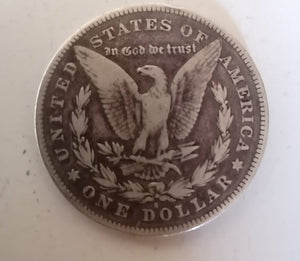 UNITED STATES OF AMERICA
In God we trust
ONE DOLLAR